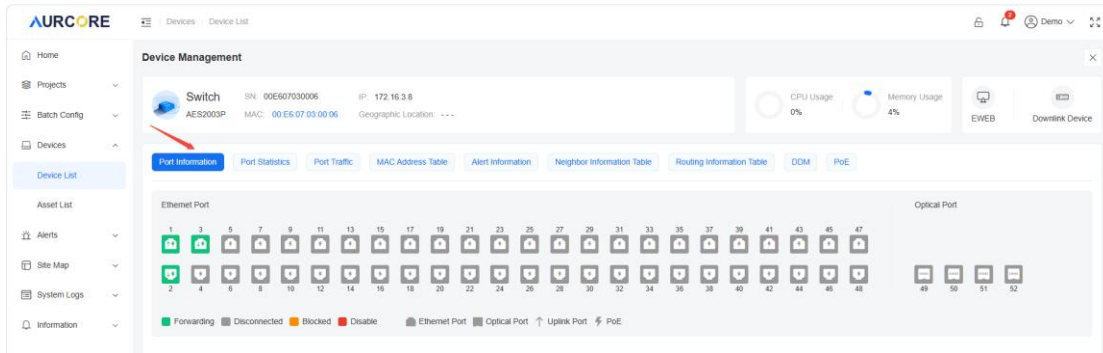 AURCORE
Devices Device List
2
Demo
Home
Projects
Batch Config
Devices
Device List
Asset List
Alerts
Site Map
System Logs
Information
Device Management
Switch SN: 00E607030006 IP: 172.16.3.8
AES2003P MAC: 00:E6:07:03:00:06 Geographic Location: ---
CPU Usage
0%
Memory Usage
4%
EWEB
Downlink Device
Port Information Port Statistics Port Traffic MAC Address Table Alert Information Neighbor Information Table Routing Information Table DDM PoE
Ethernet Port
1 3 5 7 9 11 13 15 17 19 21 23 25 27 29 31 33 35 37 39 41 43 45 47
2 4 6 8 10 12 14 16 18 20 22 24 26 28 30 32 34 36 38 40 42 44 46 48
Optical Port
49 50 51 52
Forwarding Disconnected Blocked Disable Ethernet Port Optical Port Uplink Port PoE